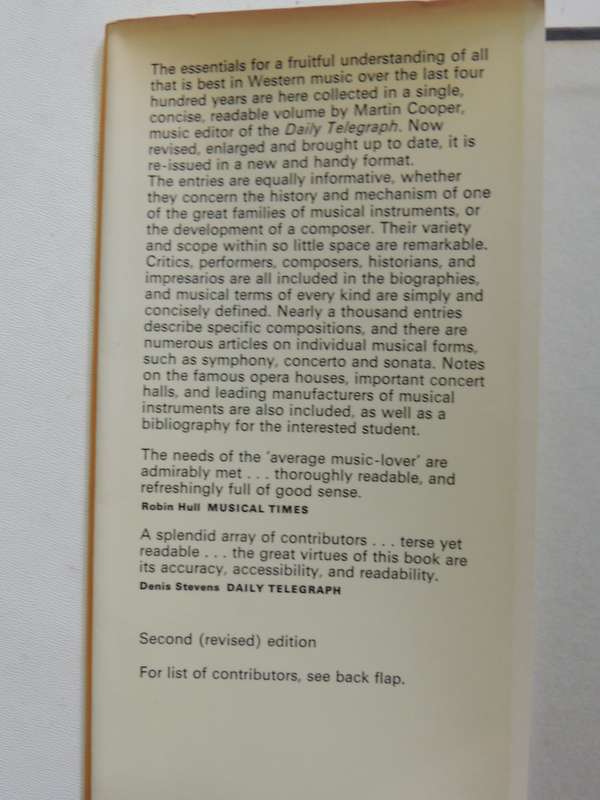 The essentials for a fruitful understanding of all
that is best in Western music over the last four
hundred years are here collected in a single,
concise, readable volume by Martin Cooper,
music editor of the Daily Telegraph. Now
revised, enlarged and brought up to date, it is
re-issued in a new and handy format.
The entries are equally informative, whether
they concern the history and mechanism of one
of the great families of musical instruments, or
the development of a composer. Their variety
and scope within so little space are remarkable.
Critics, performers, composers, historians, and
impresarios are all included in the biographies,
and musical terms of every kind are simply and
concisely defined. Nearly a thousand entries
describe specific compositions, and there are
numerous articles on individual musical forms,
such as symphony, concerto and sonata. Notes
on the famous opera houses, important concert
halls, and leading manufacturers of musical
instruments are also included, as well as a
bibliography for the interested student.
The needs of the 'average music-lover' are
admirably met . . . thoroughly readable, and
refreshingly full of good sense.
Robin Hull MUSICAL TIMES
A splendid array of contributors . . . terse yet
readable . . . the great virtues of this book are
its accuracy, accessibility, and readability.
Denis Stevens DAILY TELEGRAPH
Second (revised) edition
For list of contributors, see back flap.